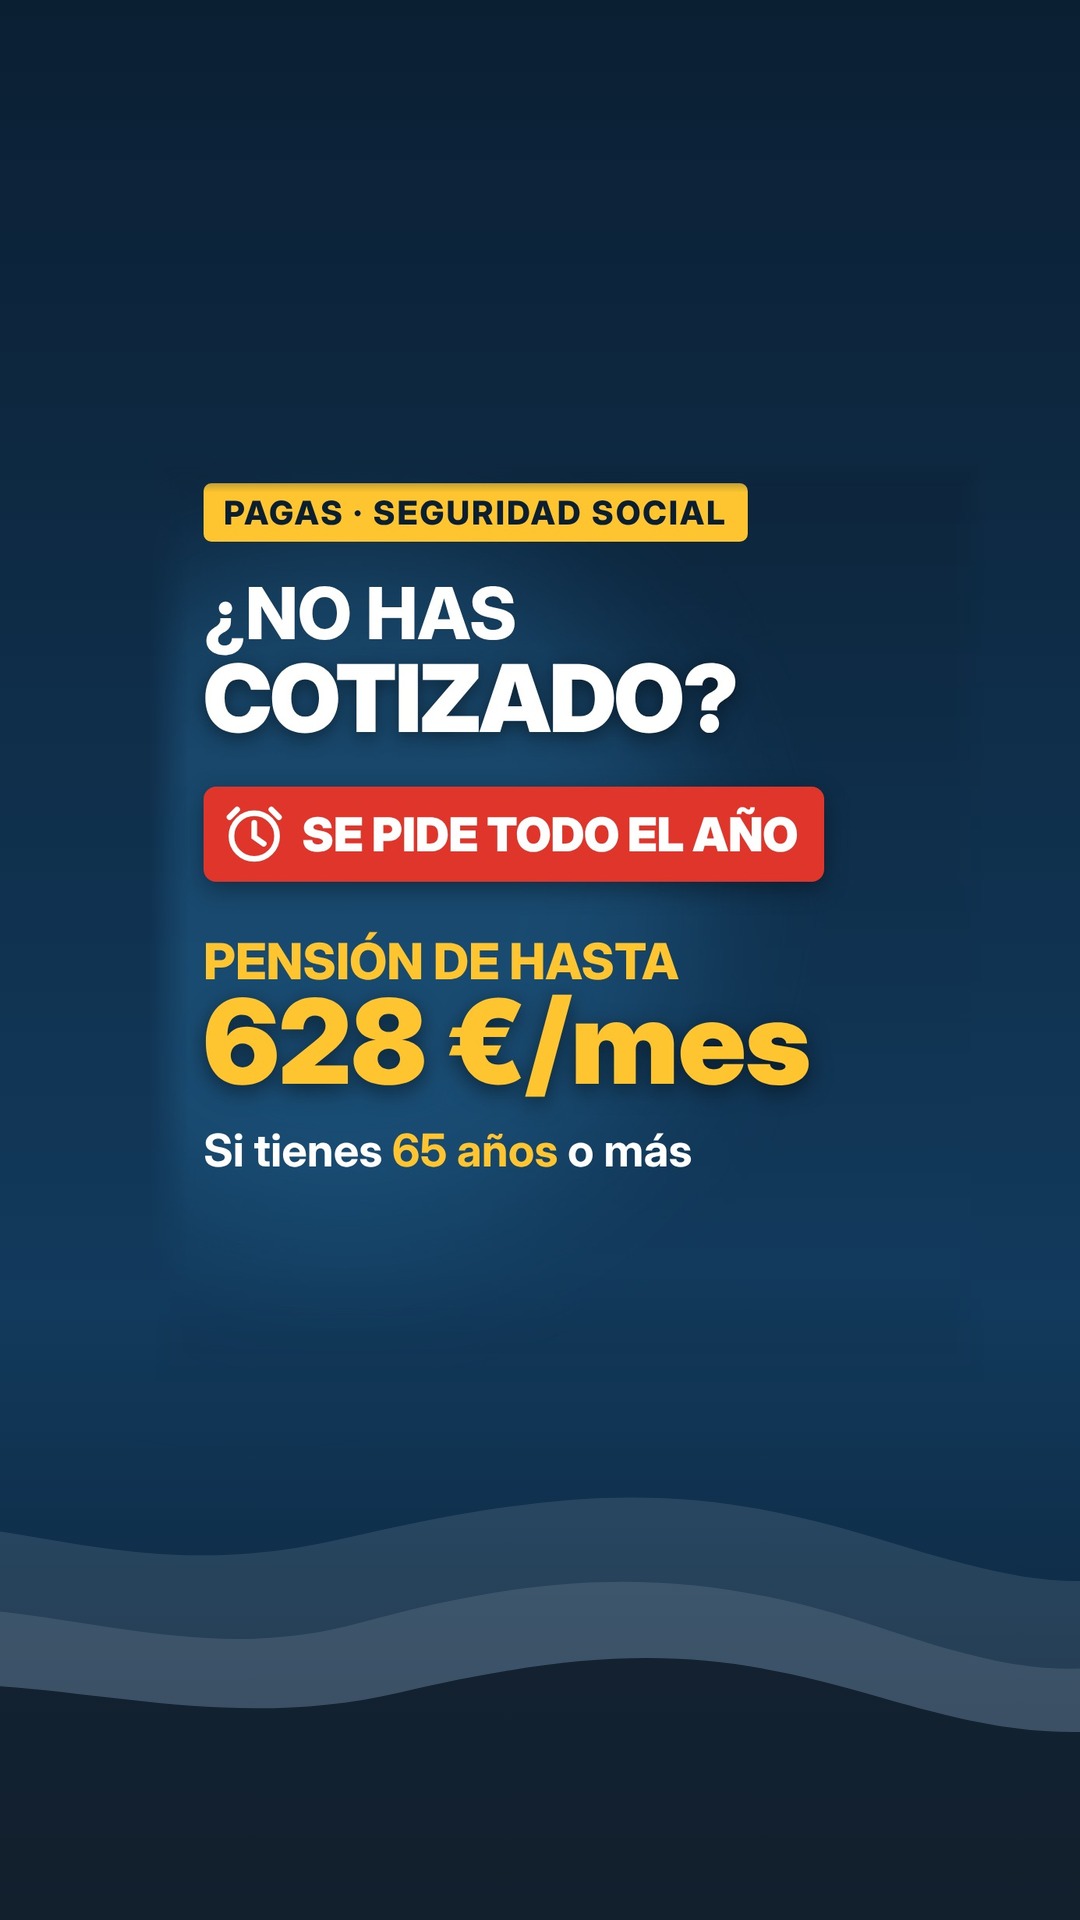 PAGAS · SEGURIDAD SOCIAL
¿NO HAS
COTIZADO?
SE PIDE TODO EL AÑO
PENSIÓN DE HASTA
628 €/mes
Si tienes 65 años o más